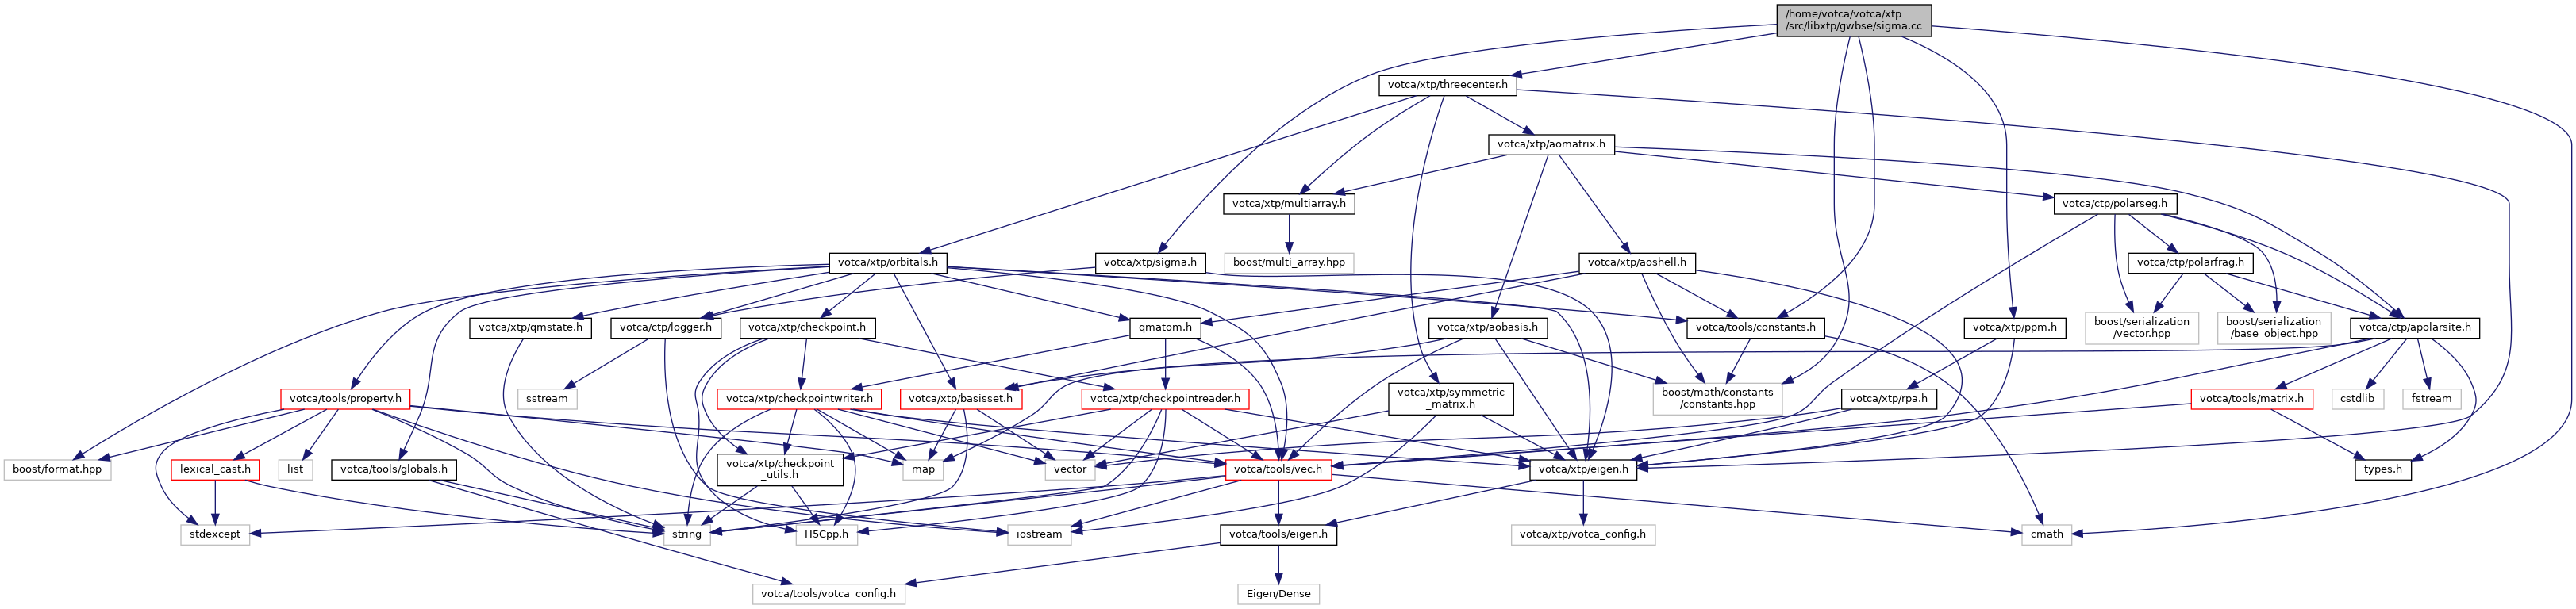 /home/votca/votca/xtp
/src/libxtp/gwbse/sigma.cc
votca/xtp/threecenter.h
votca/xtp/aomatrix.h
votca/xtp/multiarray.h
votca/ctp/polarseg.h
votca/xtp/orbitals.h
votca/xtp/sigma.h
boost/multi_array.hpp
votca/xtp/aoshell.h
votca/ctp/polarfrag.h
votca/xtp/qmstate.h
votca/ctp/logger.h
votca/xtp/checkpoint.h
qmatom.h
votca/xtp/aobasis.h
votca/tools/constants.h
votca/xtp/ppm.h
boost/serialization
/vector.hpp
boost/serialization
/base_object.hpp
votca/ctp/apolarsite.h
votca/tools/property.h
sstream
votca/xtp/checkpointwriter.h
votca/xtp/basisset.h
votca/xtp/checkpointreader.h
votca/xtp/symmetric
_matrix.h
boost/math/constants
/constants.hpp
votca/xtp/rpa.h
votca/tools/matrix.h
cstdlib
fstream
boost/format.hpp
lexical_cast.h
list
votca/tools/globals.h
votca/xtp/checkpoint
_utils.h
map
vector
votca/tools/vec.h
votca/xtp/eigen.h
types.h
stdexcept
string
H5Cpp.h
iostream
votca/tools/eigen.h
votca/xtp/votca_config.h
cmath
votca/tools/votca_config.h
Eigen/Dense